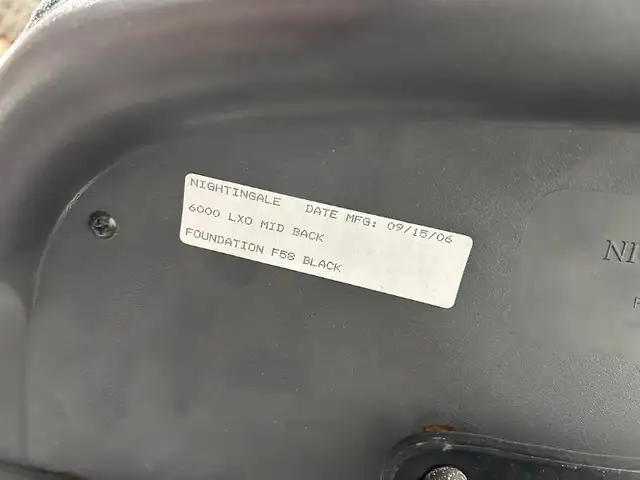 NIGHTINGALE DATE MFG: 09/15/06
6000 LXO MID BACK
FOUNDATION F58 BLACK